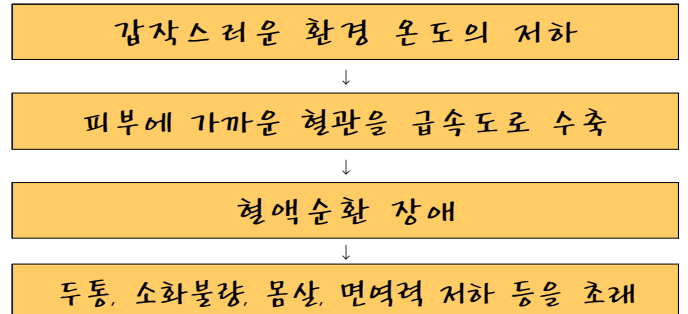 갑작스러운 환경 온도의 저하
↓
피부에 가까운 혈관을 급속도로 수축
↓
혈액순환 장애
↓
두통, 소화불량, 몸살, 면역력 저하 등을 초래